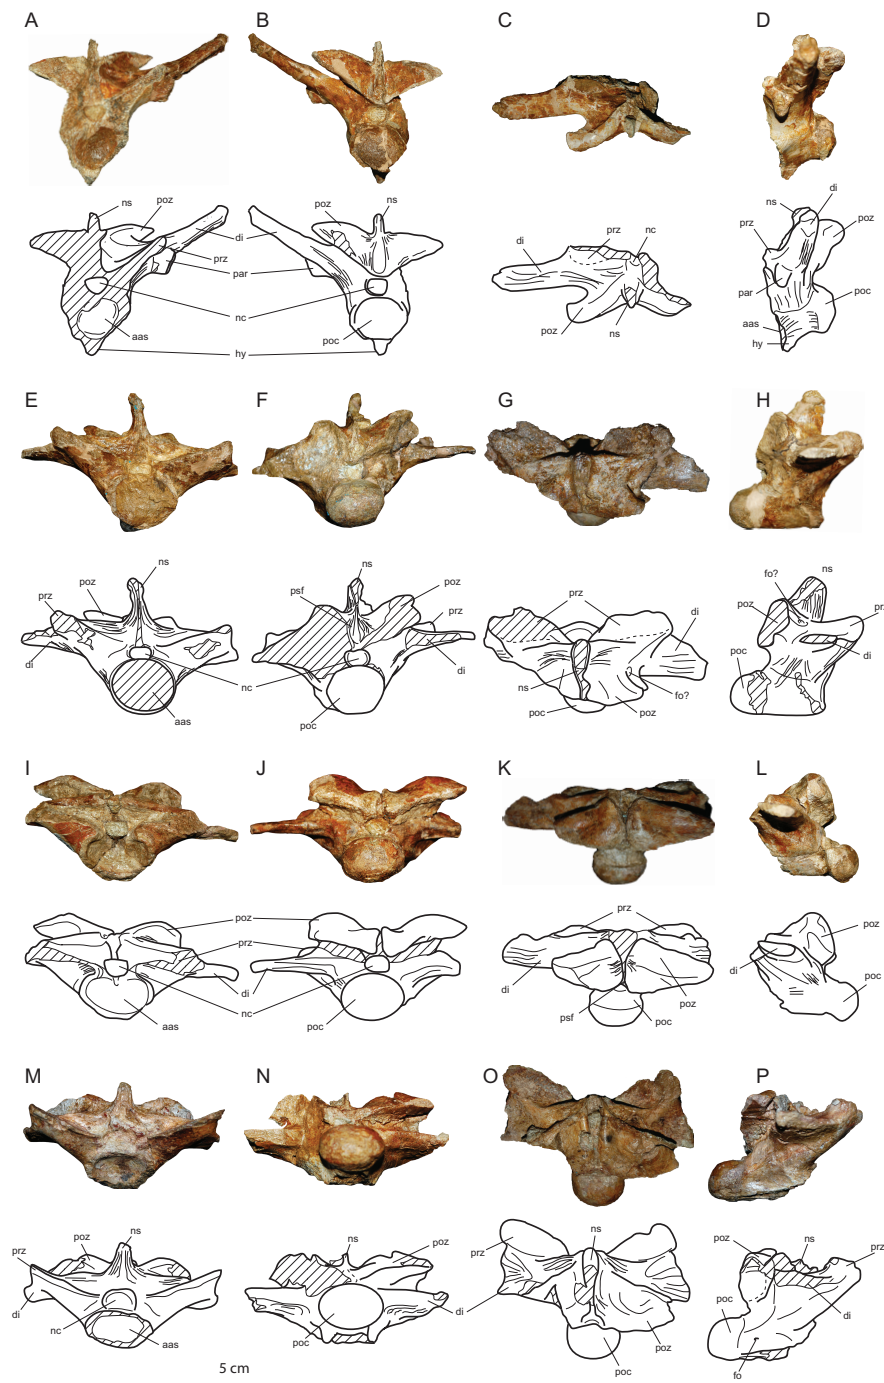 A B C D
ns poz di prz par nc aas hy
poz ns poc
di prz nc poz ns
ns di poz prz par poc aas hy
E F G H
ns poz prz di nc aas
ns psf poz prz di poc
prz di ns fo? poc poz
fo? ns poz prz di poc
I J K L
poz prz di nc aas
poc
prz di poz psf poc
poz di poc
M N O P
ns poz prz di nc aas
ns poz di poc
ns prz poz poc
ns poz prz poc di fo
5 cm